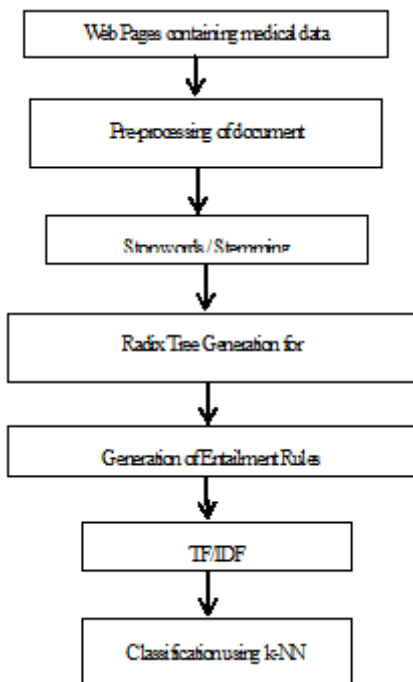 Web Pages containing medical data
Pre-processing of document
Stopwords / Stemming
Radix Tree Generation for
Generation of Entailment Rules
TF/IDF
Classification using k-NN